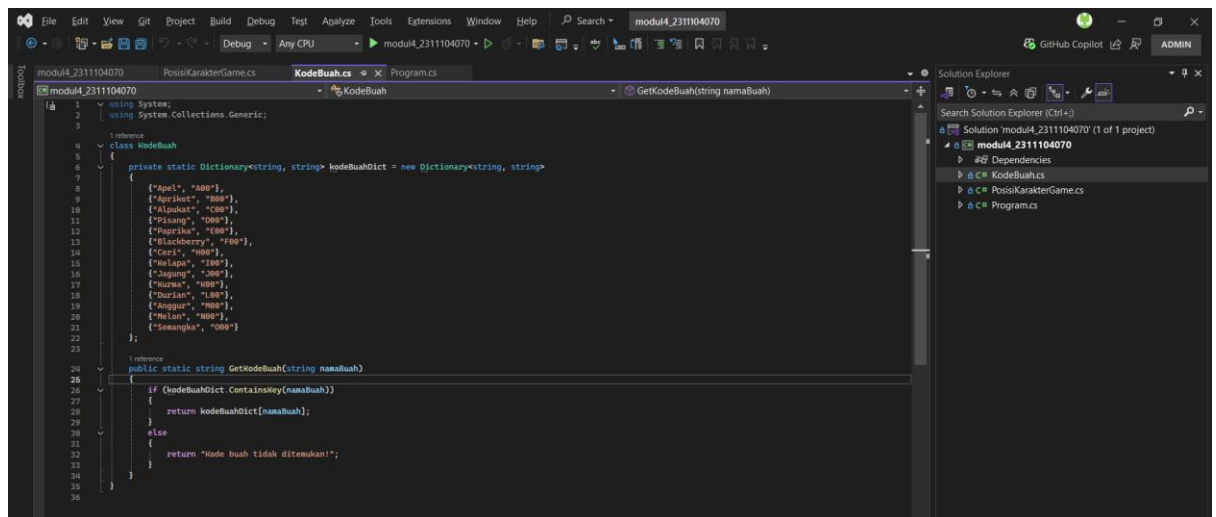 File Edit View Git Project Build Debug Test Analyze Tools Extensions Window Help Search modul4_2311104070
Debug Any CPU modul4_2311104070 GitHub Copilot ADMIN
Toolbox
modul4_2311104070 PosisiKarakterGame.cs KodeBuah.cs Program.cs
modul4_2311104070 KodeBuah GetKodeBuah(string namaBuah)
1 using System;
2 using System.Collections.Generic;
3
1 reference
4 class KodeBuah
5 {
6 private static Dictionary<string, string> kodeBuahDict = new Dictionary<string, string>
7 {
8 {"Apel", "A00"},
9 {"Aprikot", "B00"},
10 {"Alpukat", "C00"},
11 {"Pisang", "D00"},
12 {"Paprika", "E00"},
13 {"Blackberry", "F00"},
14 {"Ceri", "H00"},
15 {"Kelapa", "I00"},
16 {"Jagung", "J00"},
17 {"Kurma", "K00"},
18 {"Durian", "L00"},
19 {"Anggur", "M00"},
20 {"Melon", "N00"},
21 {"Semangka", "O00"}
22 };
23
1 reference
24 public static string GetKodeBuah(string namaBuah)
25 {
26 if (kodeBuahDict.ContainsKey(namaBuah))
27 {
28 return kodeBuahDict[namaBuah];
29 }
30 else
31 {
32 return "Kode buah tidak ditemukan!";
33 }
34 }
35 }
36
Solution Explorer
Search Solution Explorer (Ctrl+;)
Solution 'modul4_2311104070' (1 of 1 project)
modul4_2311104070
Dependencies
C# KodeBuah.cs
C# PosisiKarakterGame.cs
C# Program.cs